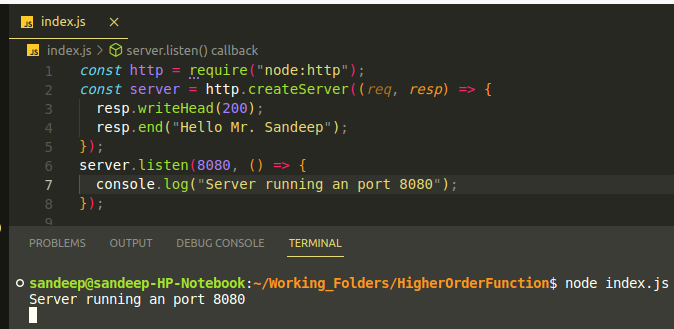 JS index.js ×
JS index.js > server.listen() callback
1 const http = require("node:http");
2 const server = http.createServer((req, resp) => {
3 resp.writeHead(200);
4 resp.end("Hello Mr. Sandeep");
5 });
6 server.listen(8080, () => {
7 console.log("Server running an port 8080");
8 });
9
PROBLEMS OUTPUT DEBUG CONSOLE TERMINAL
sandeep@sandeep-HP-Notebook:~/Working_Folders/HigherOrderFunction$ node index.js
Server running an port 8080